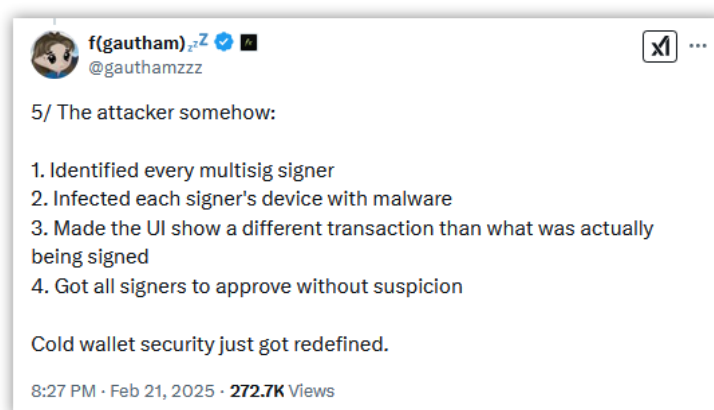 f(gautham) zzZ
@gauthamzzz
5/ The attacker somehow:
1. Identified every multisig signer
2. Infected each signer's device with malware
3. Made the UI show a different transaction than what was actually
being signed
4. Got all signers to approve without suspicion
Cold wallet security just got redefined.
8:27 PM · Feb 21, 2025 · 272.7K Views